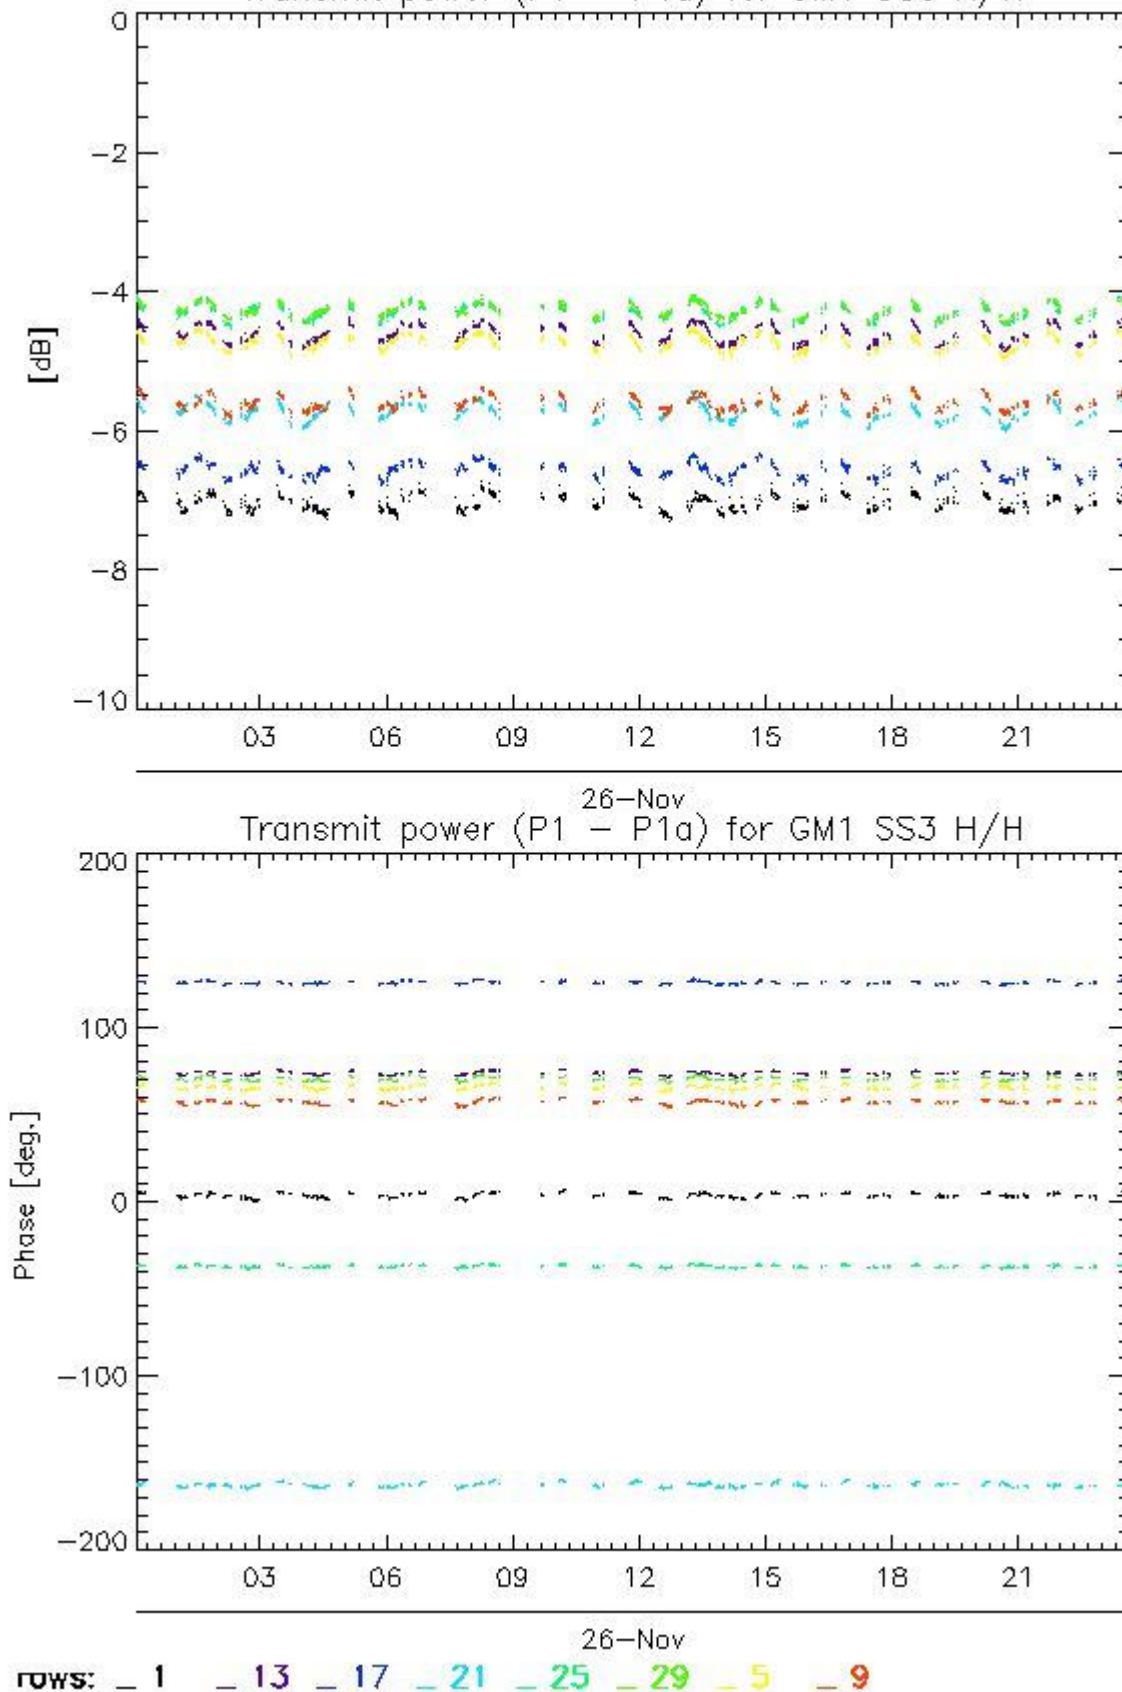 0
−2
−4
[dB]
−6
−8
−10
03 06 09 12 15 18 21
26−Nov
Transmit power (P1 − P1a) for GM1 SS3 H/H
200
100
Phase [deg.]
0
−100
−200
03 06 09 12 15 18 21
26−Nov
rows: _ 1 _ 13 _ 17 _ 21 _ 25 _ 29 _ 5 _ 9